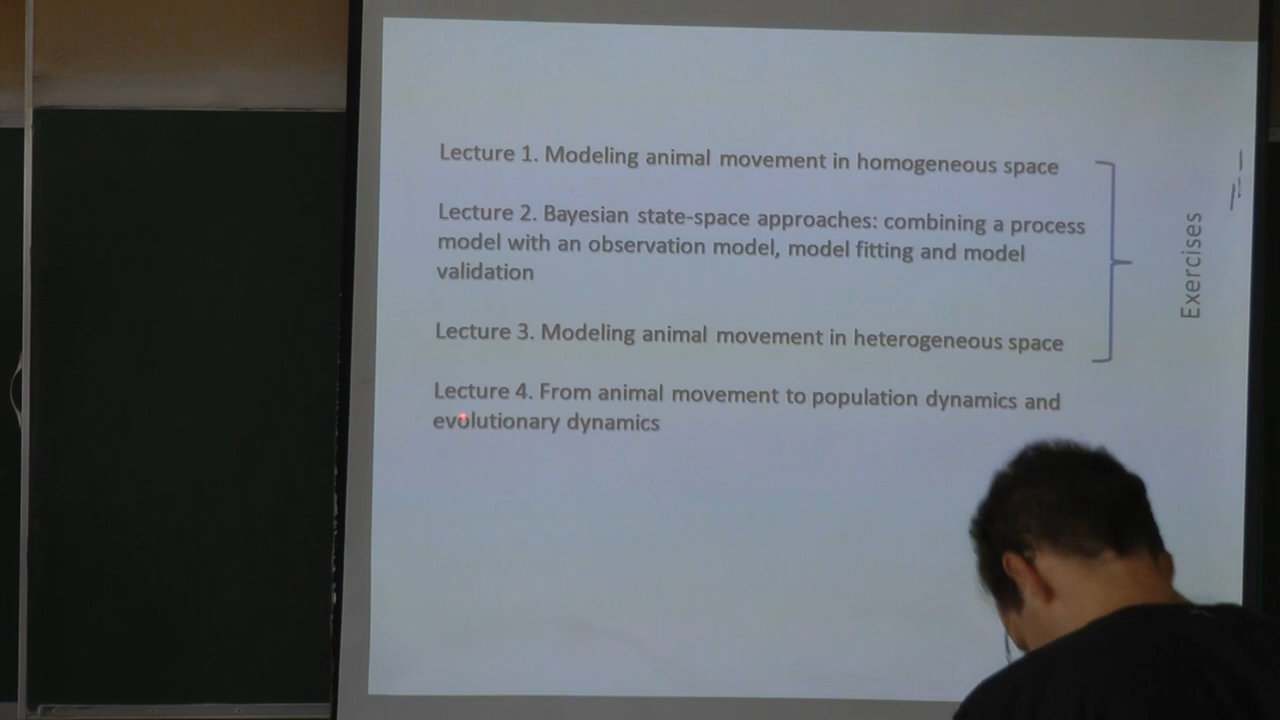 Lecture 1. Modeling animal movement in homogeneous space
Lecture 2. Bayesian state-space approaches: combining a process
model with an observation model, model fitting and model
validation
Lecture 3. Modeling animal movement in heterogeneous space
Lecture 4. From animal movement to population dynamics and
evolutionary dynamics
Exercises